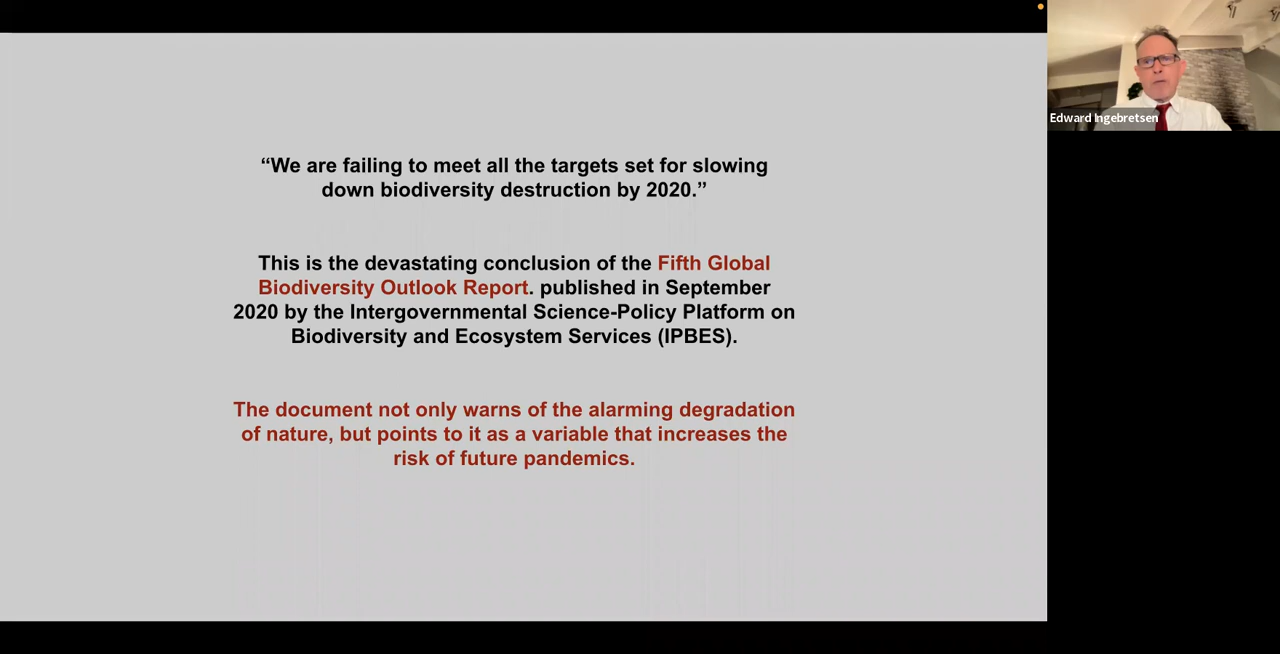 “We are failing to meet all the targets set for slowing
down biodiversity destruction by 2020.”
This is the devastating conclusion of the Fifth Global
Biodiversity Outlook Report. published in September
2020 by the Intergovernmental Science-Policy Platform on
Biodiversity and Ecosystem Services (IPBES).
The document not only warns of the alarming degradation
of nature, but points to it as a variable that increases the
risk of future pandemics.
Edward Ingebretsen